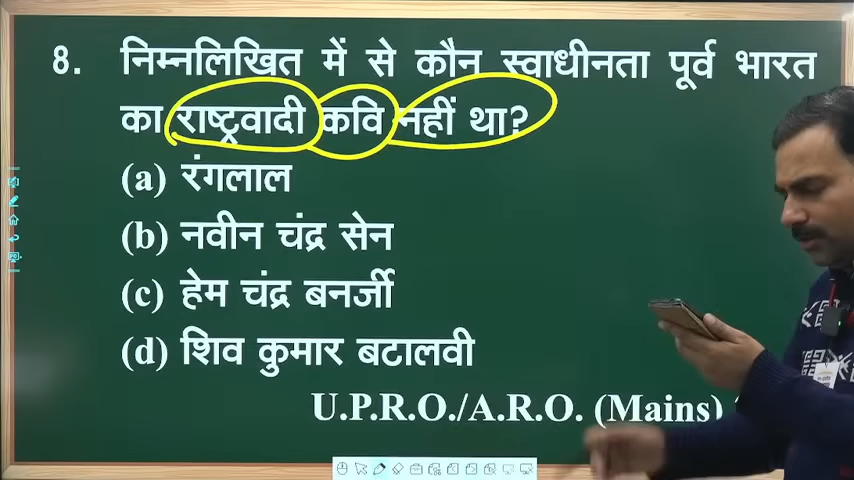 8. निम्नलिखित में से कौन स्वाधीनता पूर्व भारत
का राष्ट्रवादी कवि नहीं था?
(a) रंगलाल
(b) नवीन चंद्र सेन
(c) हेम चंद्र बनर्जी
(d) शिव कुमार बटालवी
U.P.R.O./A.R.O. (Mains)